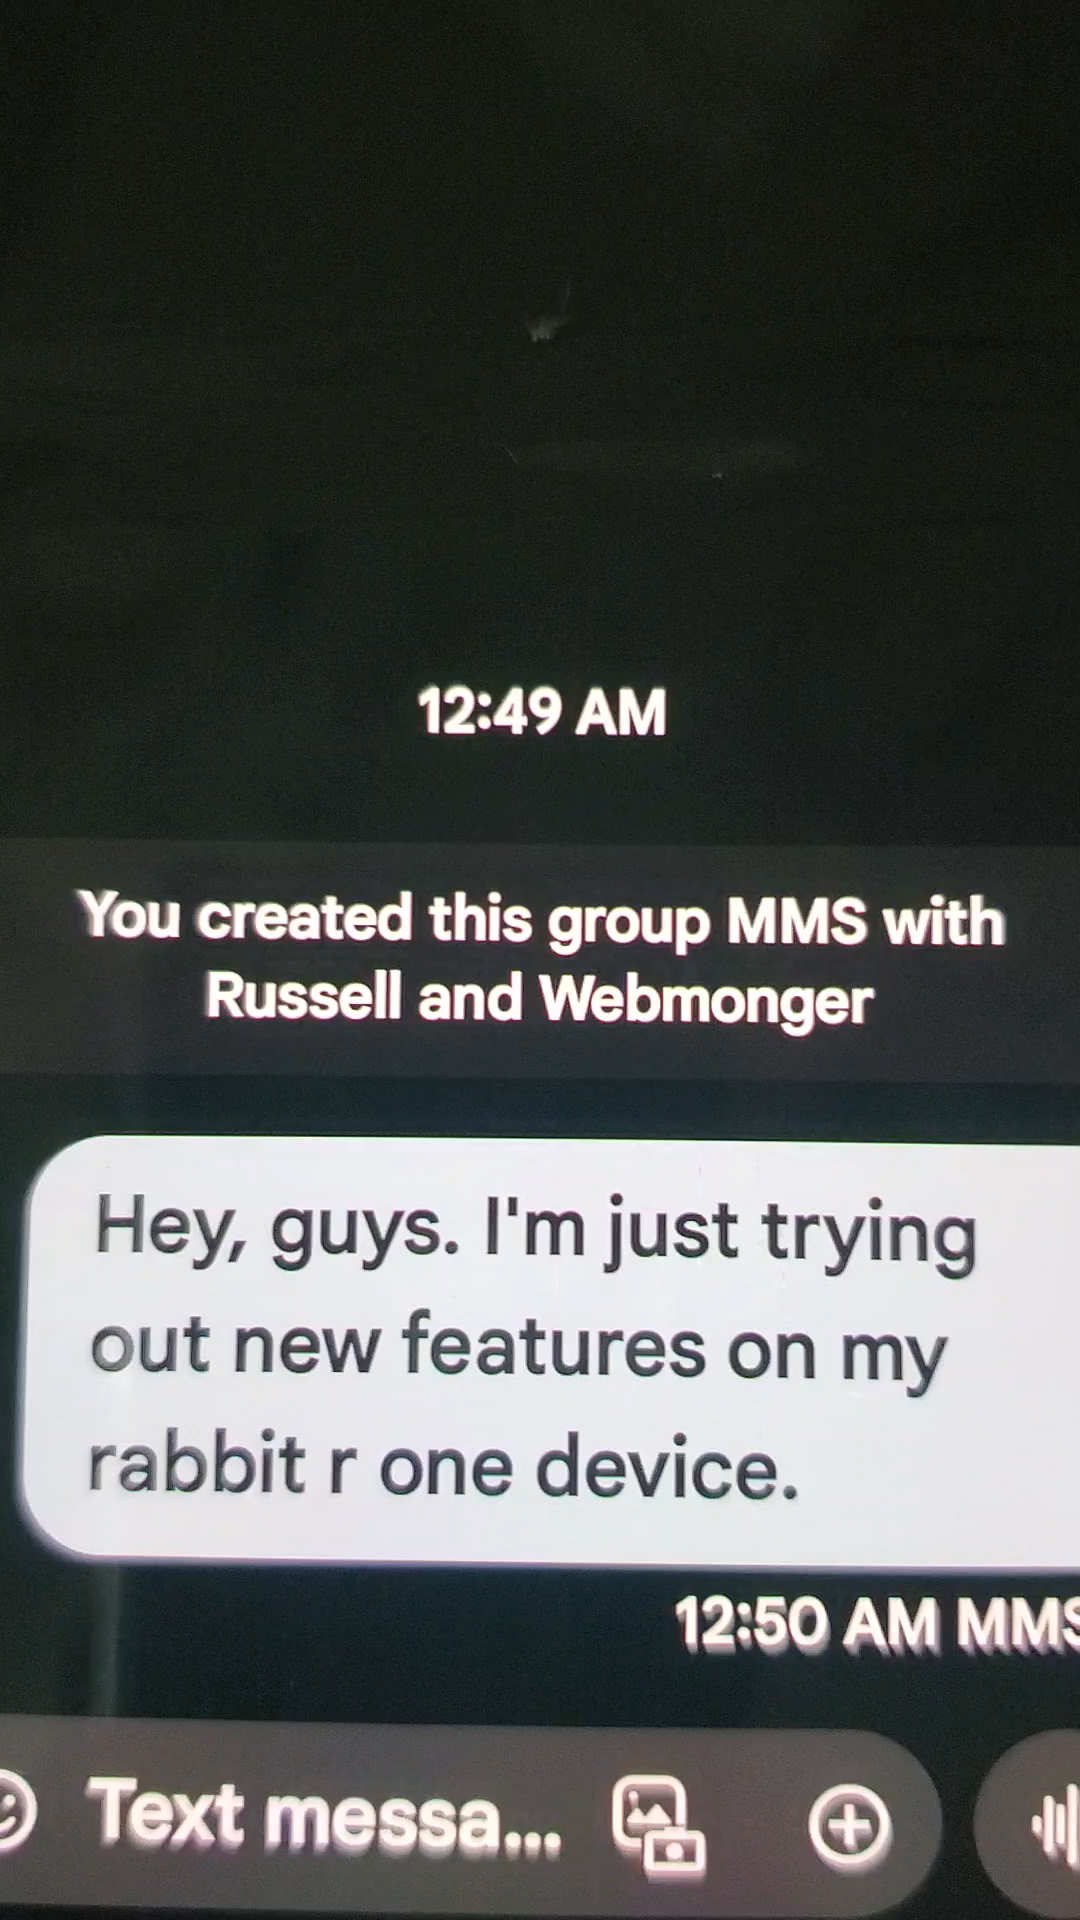 12:49 AM
You created this group MMS with
Russell and Webmonger
Hey, guys. I'm just trying
out new features on my
rabbit r one device.
12:50 AM MMS
Text messa...